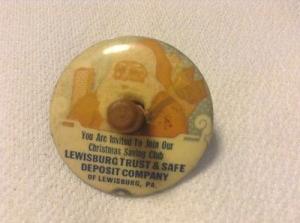 You Are Invited To Join Our
Christmas Saving Club
LEWISBURG TRUST & SAFE
DEPOSIT COMPANY
OF LEWISBURG, PA.